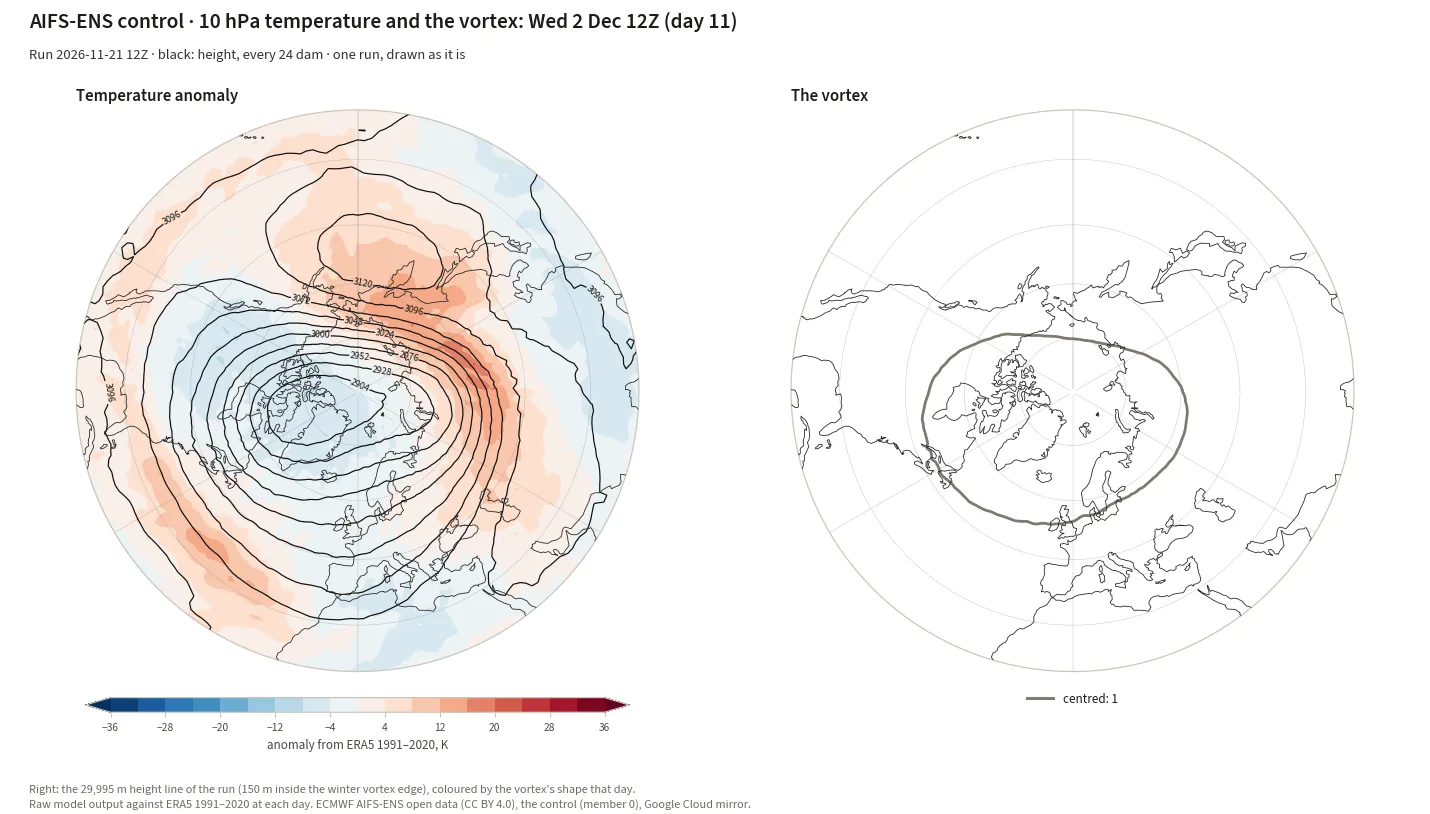 AIFS-ENS control · 10 hPa temperature and the vortex: Wed 2 Dec 12Z (day 11)
Run 2026-11-21 12Z · black: height, every 24 dam · one run, drawn as it is
Temperature anomaly
The vortex
3096
3120
3072
3096
3048
3024
3000
2976
2952
2928
2904
3096
3096
centred: 1
−36 −28 −20 −12 −4 4 12 20 28 36
anomaly from ERA5 1991–2020, K
Right: the 29,995 m height line of the run (150 m inside the winter vortex edge), coloured by the vortex's shape that day.
Raw model output against ERA5 1991–2020 at each day. ECMWF AIFS-ENS open data (CC BY 4.0), the control (member 0), Google Cloud mirror.